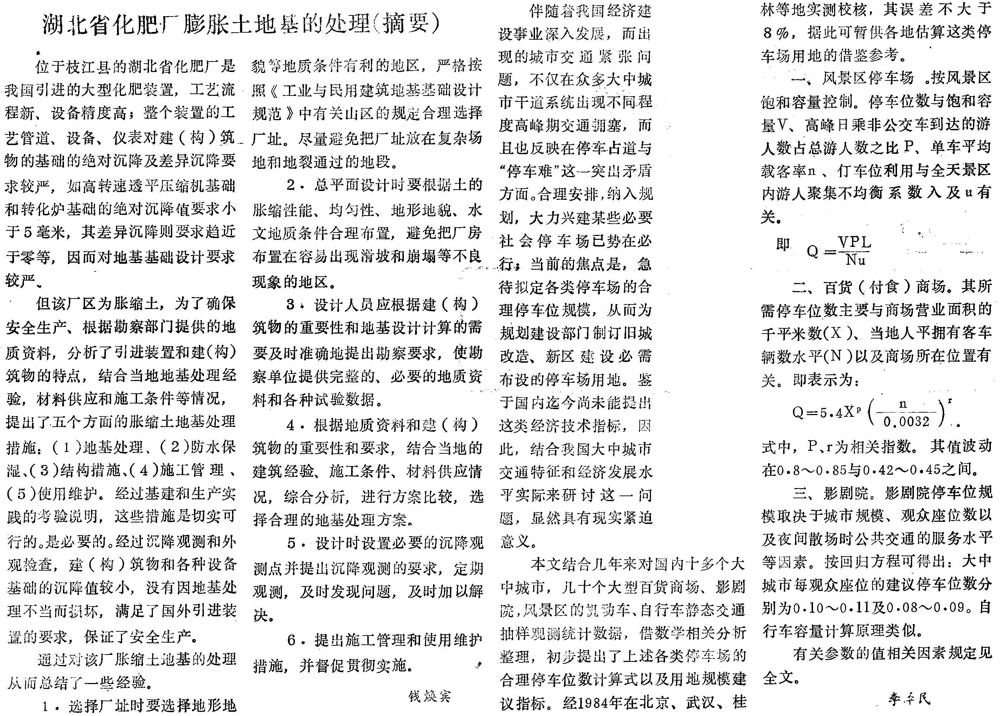 湖北省化肥厂膨胀土地基的处理(摘要)
位于枝江县的湖北省化肥厂是
我国引进的大型化肥装置，工艺流
程新、设备精度高；整个装置的工
艺管道、设备、仪表对建(构)筑
物的基础的绝对沉降及差异沉降要
求较严，如高转速透平压缩机基础
和转化炉基础的绝对沉降值要求小
于5毫米，其差异沉降则要求趋近
于零等，因而对地基基础设计要求
较严、
但该厂区为胀缩土，为了确保
安全生产、根据勘察部门提供的地
质资料，分析了引进装置和建(构)
筑物的特点，结合当地地基处理经
验，材料供应和施工条件等情况，
提出了五个方面的胀缩土地基处理
措施：(1)地基处理、(2)防水保
湿、(3)结构措施、(4)施工管理、
(5)使用维护。经过基建和生产实
践的考验说明，这些措施是切实可
行的。是必要的。经过沉降观测和外
观检查，建(构)筑物和各种设备
基础的沉降值较小，没有因地基处
理不当而损坏，满足了国外引进装
置的要求，保证了安全生产。
通过对该厂胀缩土地基的处理
从而总结了一些经验。
1．选择厂址时要选择地形地
貌等地质条件有利的地区，严格按
照《工业与民用建筑地基基础设计
规范》中有关山区的规定合理选择
厂址。尽量避免把厂址放在复杂场
地和地裂通过的地段。
2．总平面设计时要根据土的
胀缩性能、均匀性、地形地貌、水
文地质条件合理布置，避免把厂房
布置在容易出现滑坡和崩塌等不良
现象的地区。
3．设计人员应根据建(构)
筑物的重要性和地基设计计算的需
要及时准确地提出勘察要求，使勘
察单位提供完整的、必要的地质资
料和各种试验数据。
4．根据地质资料和建(构)
筑物的重要性和要求，结合当地的
建筑经验、施工条件、材料供应情
况，综合分析，进行方案比较，选
择合理的地基处理方案。
5．设计时设置必要的沉降观
测点并提出沉降观测的要求，定期
观测，及时发现问题，及时加以解
决。
6．提出施工管理和使用维护
措施，并督促贯彻实施。
钱焕宾
伴随着我国经济建
设事业深入发展，而出
现的城市交通紧张问
题，不仅在众多大中城
市干道系统出现不同程
度高峰期交通拥塞，而
且也反映在停车占道与
“停车难”这一突出矛盾
方面。合理安排,纳入规
划，大力兴建某些必要
社会停车场已势在必
行；当前的焦点是，急
待拟定各类停车场的合
理停车位规模，从而为
规划建设部门制订旧城
改造、新区建设必需
布设的停车场用地。鉴
于国内迄今尚未能提出
这类经济技术指标，因
此，结合我国大中城市
交通特征和经济发展水
平实际来研讨这一问
题，显然具有现实紧迫
意义。
本文结合几年来对国内十多个大
中城市，几十个大型百货商场、影剧
院,风景区的机动车、自行车静态交通
抽样观测统计数据，借数学相关分析
整理，初步提出了上述各类停车场的
合理停车位数计算式以及用地规模建
议指标。经1984年在北京、武汉、桂
林等地实测校核，其误差不大于
8%，据此可暂供各地估算这类停
车场用地的借鉴参考。
一、风景区停车场。按风景区
饱和容量控制。停车位数与饱和容
量V、高峰日乘非公交车到达的游
人数占总游人数之比P、单车平均
载客率n、仃车位利用与全天景区
内游人聚集不均衡系数入及u有
关。
即 Q=VPL/Nu
二、百货(付食)商场。其所
需停车位数主要与商场营业面积的
千平米数(X)、当地人平拥有客车
辆数水平(N)以及商场所在位置有
关。即表示为：
Q=5.4Xᵖ(n/0.0032)ʳ.
式中，P、r为相关指数。其值波动
在0.8～0.85与0.42～0.45之间。
三、影剧院。影剧院停车位规
模取决于城市规模、观众座位数以
及夜间散场时公共交通的服务水平
等因素。按回归方程可得出：大中
城市每观众座位的建议停车位数分
别为0.10～0.11及0.08～0.09。自
行车容量计算原理类似。
有关参数的值相关因素规定见
全文。
李 民